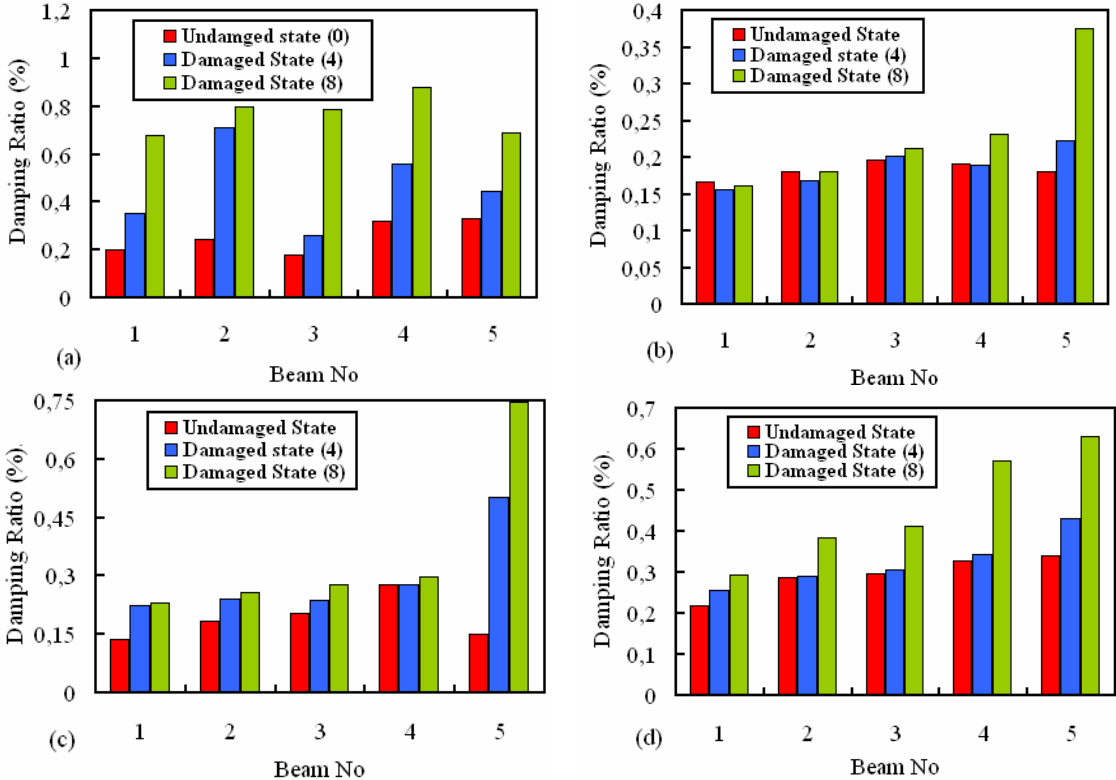 1,2
1
0,8
0,6
0,4
0,2
0
Damping Ratio (%)
Undamged state (0)
Damaged State (4)
Damaged State (8)
1 2 3 4 5
(a)
Beam No
0,4
0,35
0,3
0,25
0,2
0,15
0,1
0,05
0
Damping Ratio (%)
Undamaged State
Damaged state (4)
Damaged State (8)
1 2 3 4 5
(b)
Beam No
0,75
0,6
0,45
0,3
0,15
0
Damping Ratio (%).
Undamaged State
Damaged state (4)
Damaged State (8)
1 2 3 4 5
(c)
Beam No
0,7
0,6
0,5
0,4
0,3
0,2
0,1
0
Damping Ratio (%).
Undamaged State
Damaged State (4)
Damaged State (8)
1 2 3 4 5
(d)
Beam No